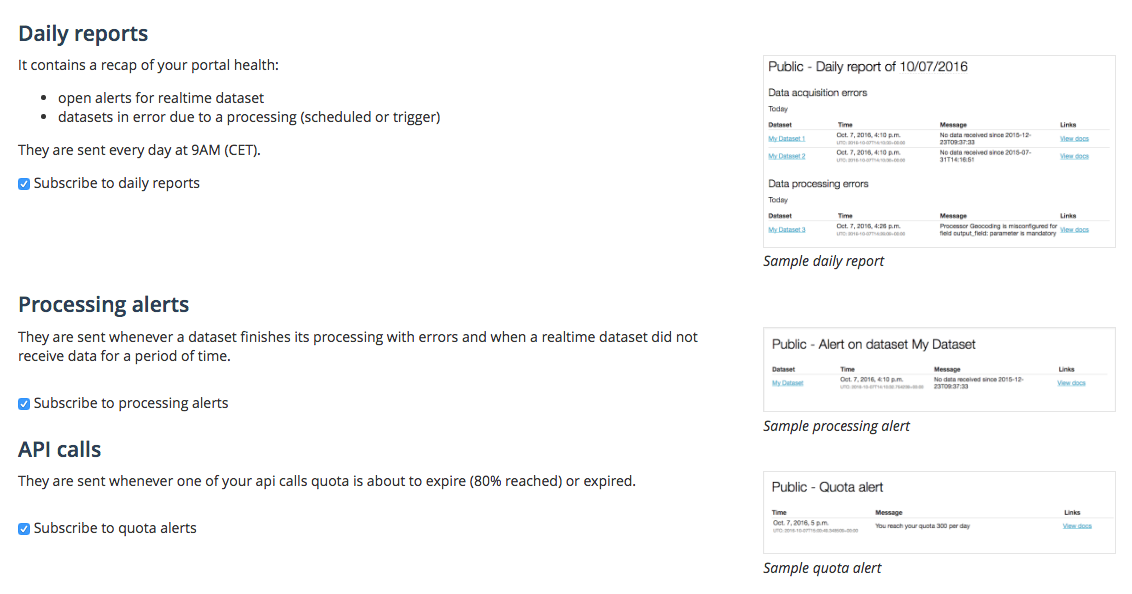 Daily reports
It contains a recap of your portal health:
open alerts for realtime dataset
datasets in error due to a processing (scheduled or trigger)
They are sent every day at 9AM (CET).
Subscribe to daily reports
Public - Daily report of 10/07/2016
Data acquisition errors
Today
Dataset Time Message Links
My Dataset 1 Oct. 7, 2016, 4:10 p.m. No data received since 2015-12-
23T09:37:33 View docs
My Dataset 2 Oct. 7, 2016, 4:10 p.m. No data received since 2015-07-
31T14:16:51 View docs
Data processing errors
Today
Dataset Time Message Links
My Dataset 3 Oct. 7, 2016, 4:28 p.m. Processor Geocoding is misconfigured for
field output_field: parameter is mandatory View docs
Sample daily report
Processing alerts
They are sent whenever a dataset finishes its processing with errors and when a realtime dataset did not
receive data for a period of time.
Subscribe to processing alerts
Public - Alert on dataset My Dataset
Dataset Time Message Links
My Dataset Oct. 7, 2016, 4:10 p.m. No data received since 2015-12-
23T09:37:33 View docs
Sample processing alert
API calls
They are sent whenever one of your api calls quota is about to expire (80% reached) or expired.
Subscribe to quota alerts
Public - Quota alert
Time Message Links
Oct. 7, 2016, 5 p.m. You reach your quota 300 per day View docs
Sample quota alert